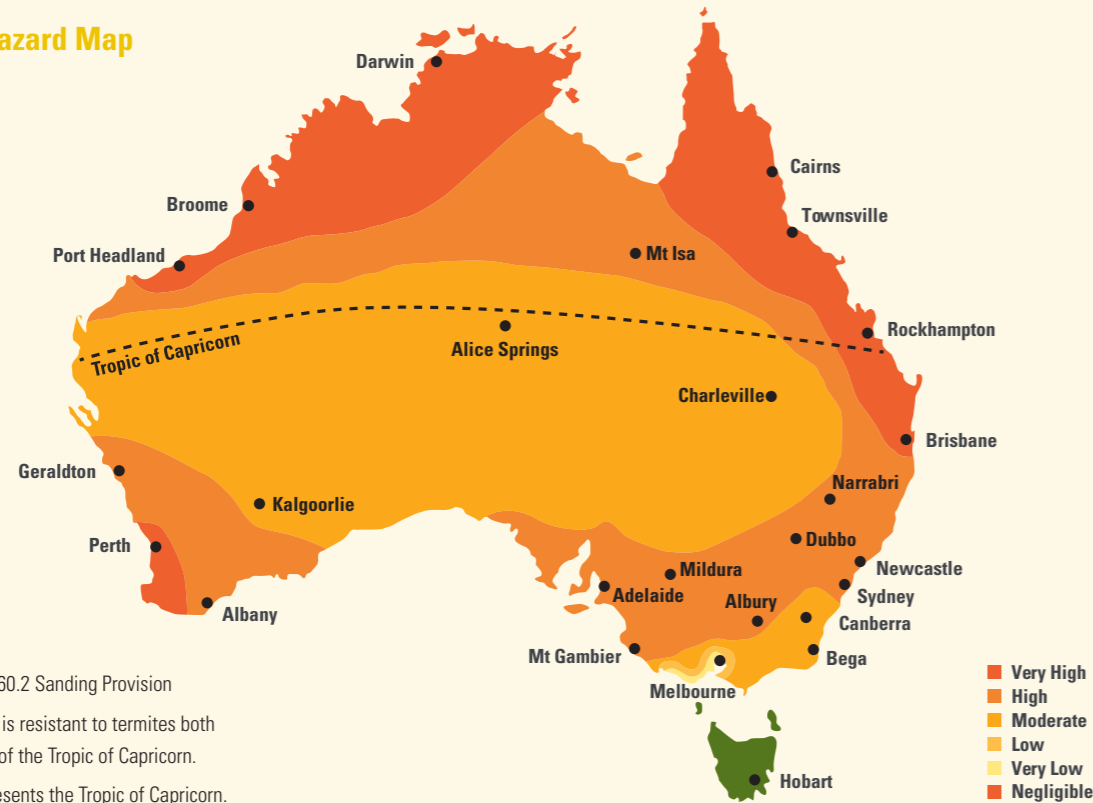 azard Map
Darwin
Cairns
Broome
Townsville
Port Headland
Mt Isa
Rockhampton
Tropic of Capricorn
Alice Springs
Charleville
Brisbane
Geraldton
Narrabri
Kalgoorlie
Perth
Dubbo
Newcastle
Mildura
Sydney
Adelaide
Albury
Albany
Canberra
Mt Gambier
Bega
Melbourne
Hobart
60.2 Sanding Provision
is resistant to termites both
of the Tropic of Capricorn.
esents the Tropic of Capricorn.
Very High
High
Moderate
Low
Very Low
Negligible